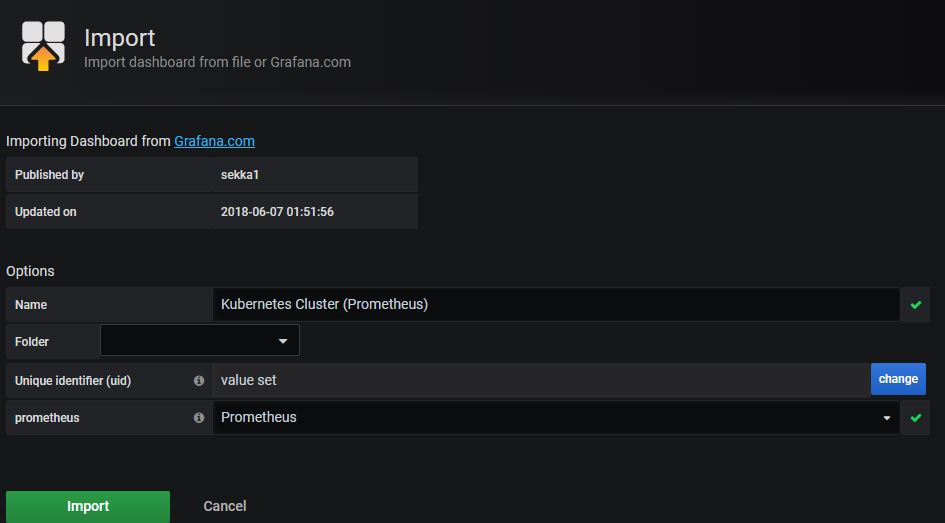 Import
Import dashboard from file or Grafana.com
Importing Dashboard from Grafana.com
Published by sekka1
Updated on 2018-06-07 01:51:56
Options
Name Kubernetes Cluster (Prometheus)
Folder
Unique identifier (uid) value set change
prometheus Prometheus
Import Cancel